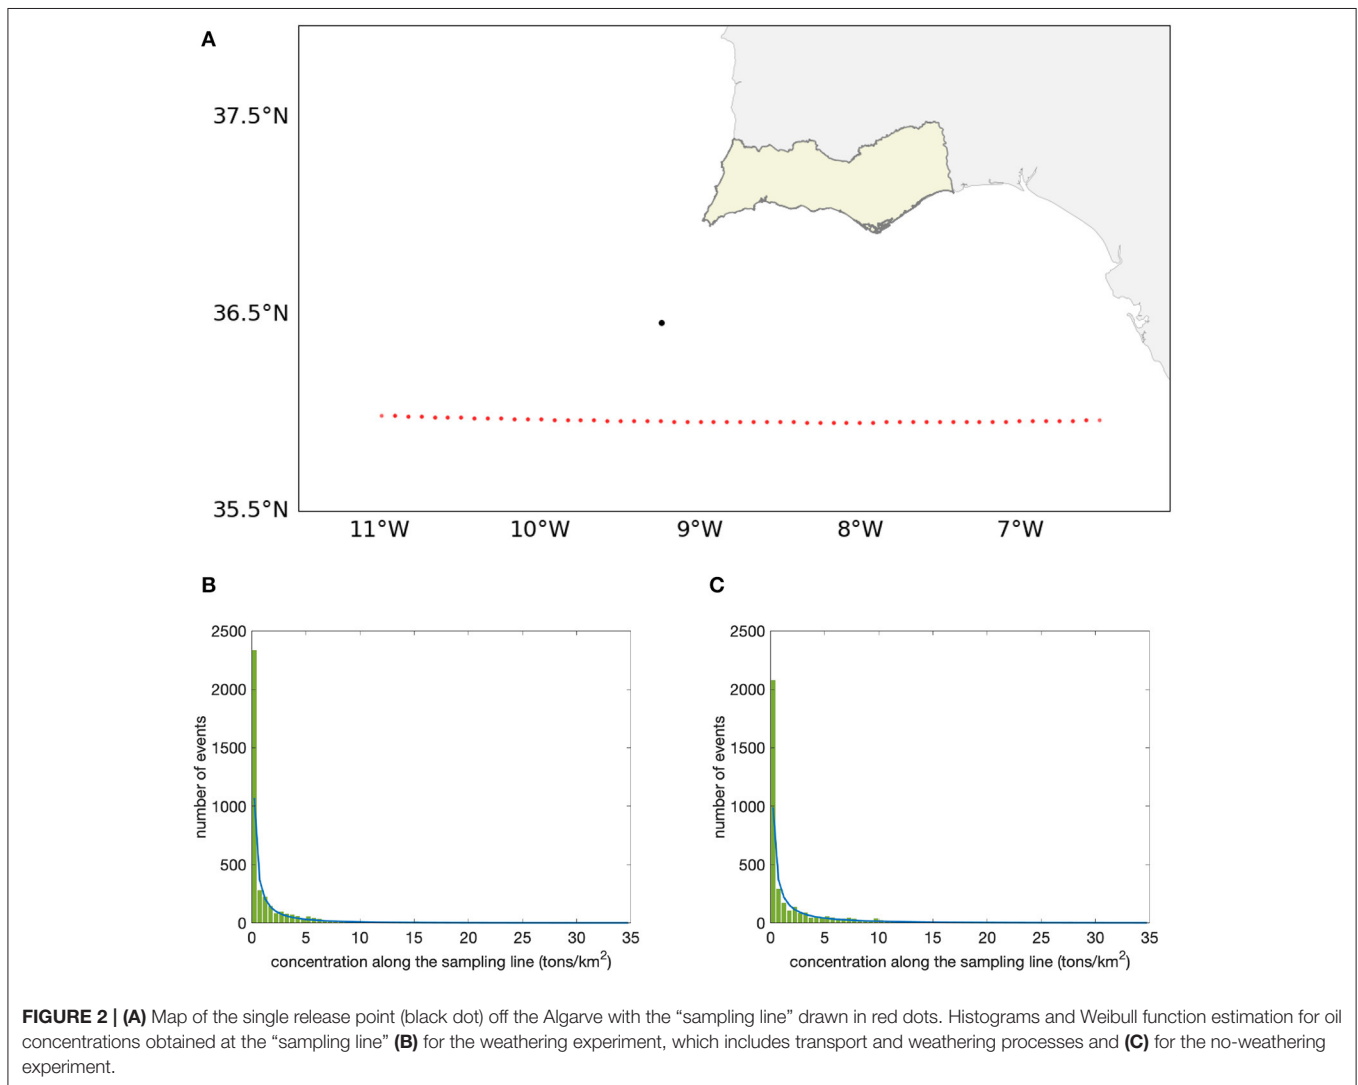 A
37.5°N
36.5°N
35.5°N
11°W 10°W 9°W 8°W 7°W
B
2500
2000
1500
1000
500
0
number of events
0 5 10 15 20 25 30 35
concentration along the sampling line (tons/km²)
C
2500
2000
1500
1000
500
0
number of events
0 5 10 15 20 25 30 35
concentration along the sampling line (tons/km²)
FIGURE 2 | (A) Map of the single release point (black dot) off the Algarve with the “sampling line” drawn in red dots. Histograms and Weibull function estimation for oil
concentrations obtained at the “sampling line” (B) for the weathering experiment, which includes transport and weathering processes and (C) for the no-weathering
experiment.